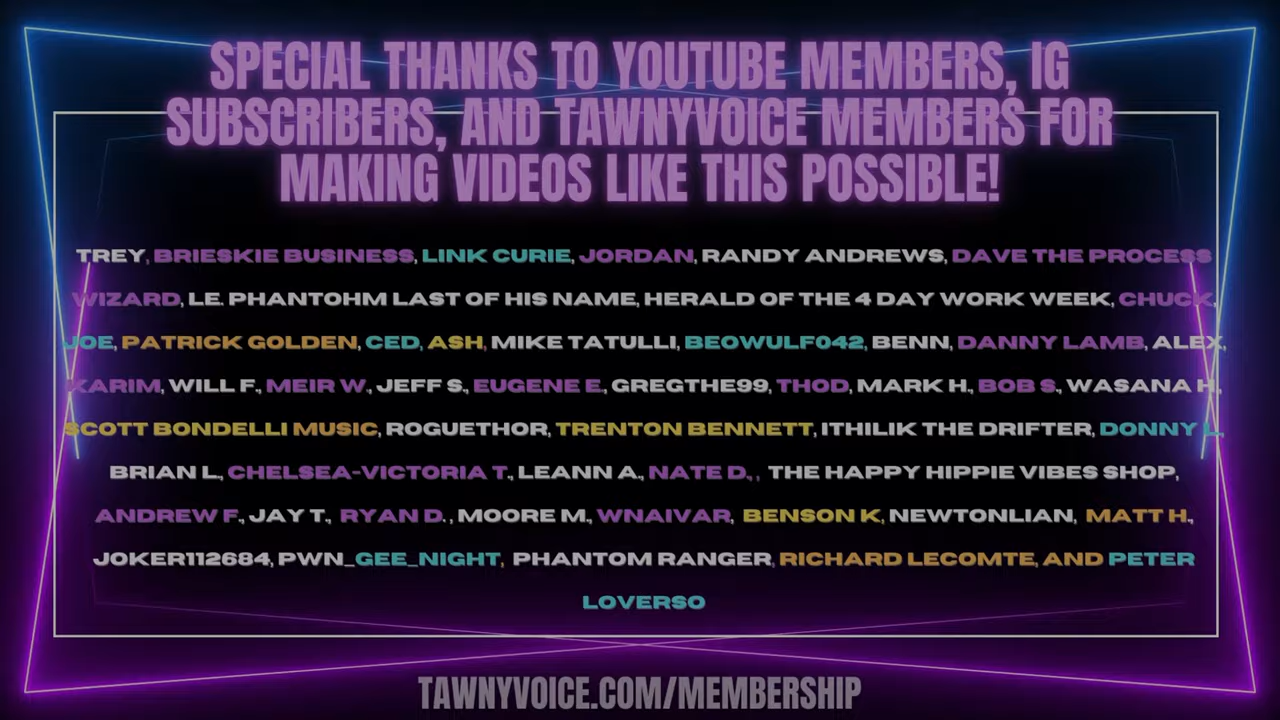 SPECIAL THANKS TO YOUTUBE MEMBERS, IG
SUBSCRIBERS, AND TAWNYVOICE MEMBERS FOR
MAKING VIDEOS LIKE THIS POSSIBLE!
TREY, BRIESKIE BUSINESS, LINK CURIE, JORDAN, RANDY ANDREWS, DAVE THE PROCESS
WIZARD, LE. PHANTOHM LAST OF HIS NAME, HERALD OF THE 4 DAY WORK WEEK, CHUCK,
JOE, PATRICK GOLDEN, CED, ASH, MIKE TATULLI, BEOWULF042, BENN, DANNY LAMB, ALEX,
KARIM, WILL F., MEIR W., JEFF S., EUGENE E., GREGTHE99, THOD, MARK H., BOB S., WASANA H.,
SCOTT BONDELLI MUSIC, ROGUETHOR, TRENTON BENNETT, ITHILIK THE DRIFTER, DONNY L.,
BRIAN L., CHELSEA-VICTORIA T., LEANN A., NATE D., , THE HAPPY HIPPIE VIBES SHOP,
ANDREW F., JAY T., RYAN D. , MOORE M., WNAIVAR, BENSON K., NEWTONLIAN, MATT H.,
JOKER112684, PWN_GEE_NIGHT, PHANTOM RANGER, RICHARD LECOMTE, AND PETER
LOVERSO
TAWNYVOICE.COM/MEMBERSHIP